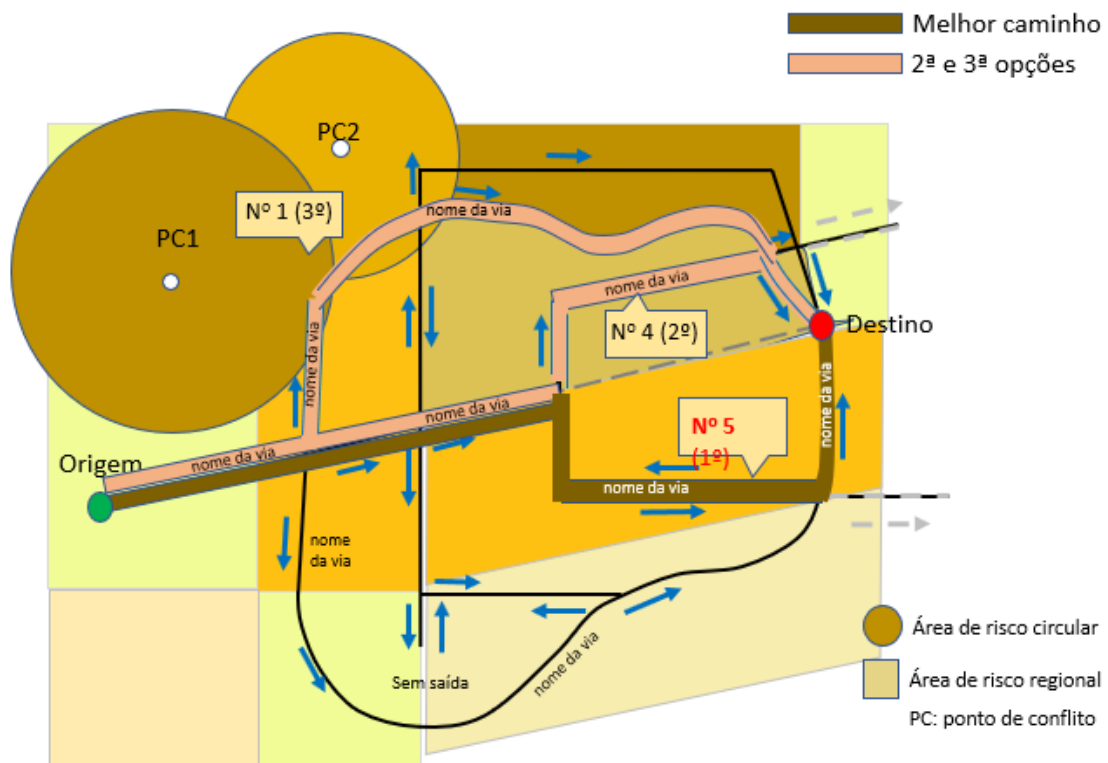 Melhor caminho
2ª e 3ª opções
PC2
PC1
Nº 1 (3º)
nome da via
nome da via
nome da via
Nº 4 (2º)
Destino
nome da via
nome da via
nome da via
Nº 5
(1º)
Origem
nome da via
nome
da via
nome da via
Sem saída
Área de risco circular
Área de risco regional
PC: ponto de conflito